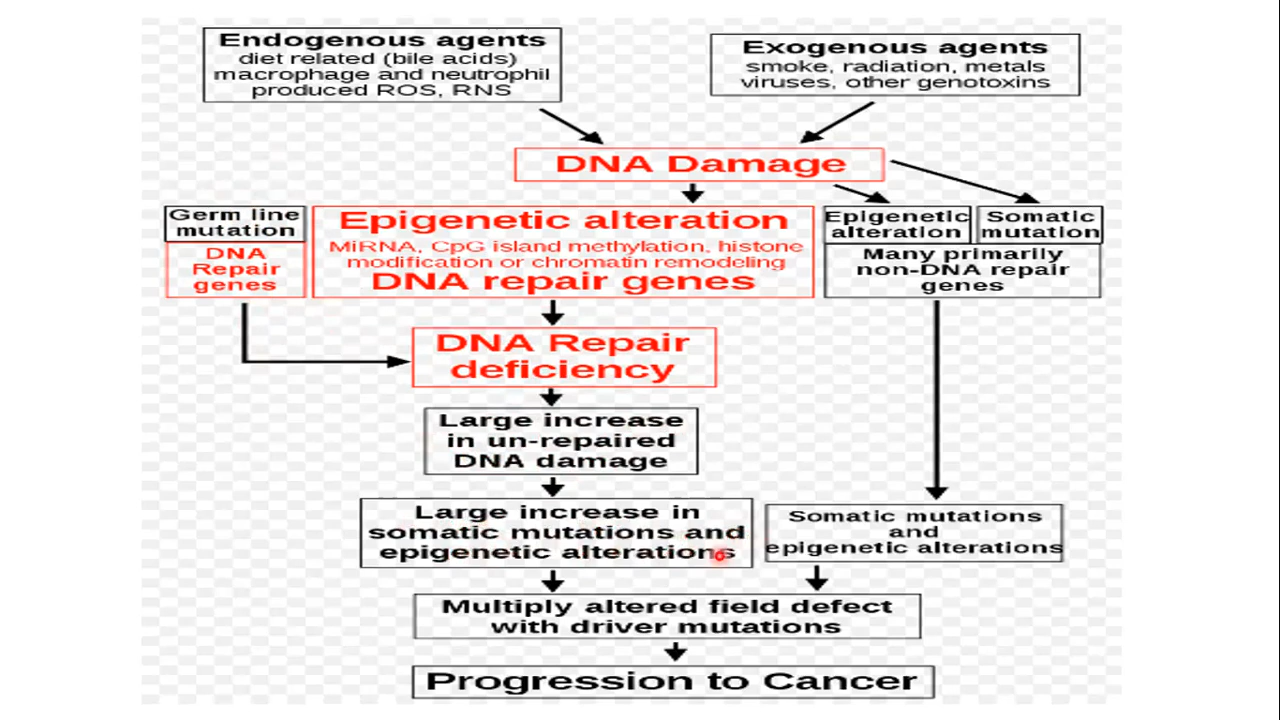 Endogenous agents
diet related (bile acids)
macrophage and neutrophil
produced ROS, RNS
Exogenous agents
smoke, radiation, metals
viruses, other genotoxins
DNA Damage
Germ line
mutation
DNA
Repair
genes
Epigenetic alteration
MiRNA, CpG island methylation, histone
modification or chromatin remodeling
DNA repair genes
Epigenetic
alteration
Somatic
mutation
Many primarily
non-DNA repair
genes
DNA Repair
deficiency
Large increase
in un-repaired
DNA damage
Large increase in
somatic mutations and
epigenetic alterations
Somatic mutations
and
epigenetic alterations
Multiply altered field defect
with driver mutations
Progression to Cancer